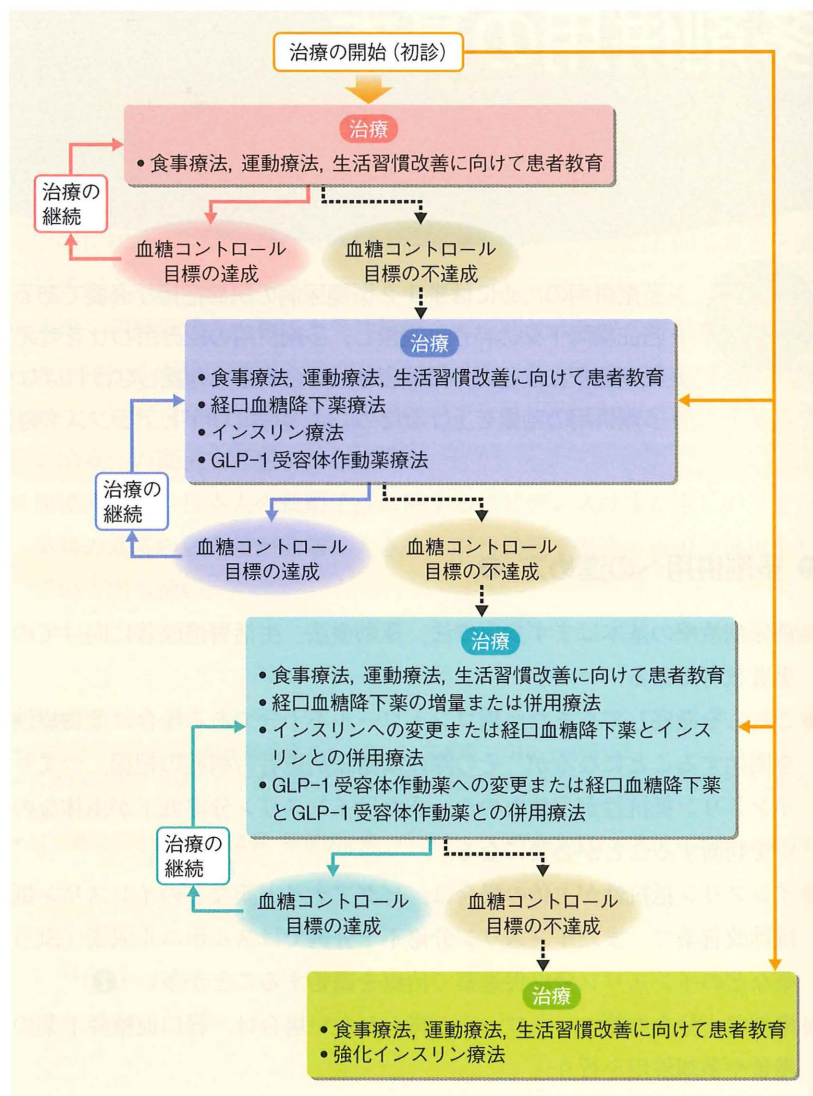 治療の開始（初診）
治療
• 食事療法，運動療法，生活習慣改善に向けて患者教育
治療の
継続
血糖コントロール
目標の達成
血糖コントロール
目標の不達成
治療
• 食事療法，運動療法，生活習慣改善に向けて患者教育
• 経口血糖降下薬療法
• インスリン療法
• GLP-1受容体作動薬療法
治療の
継続
血糖コントロール
目標の達成
血糖コントロール
目標の不達成
治療
• 食事療法，運動療法，生活習慣改善に向けて患者教育
• 経口血糖降下薬の増量または併用療法
• インスリンへの変更または経口血糖降下薬とインス
リンとの併用療法
• GLP-1受容体作動薬への変更または経口血糖降下薬
とGLP-1受容体作動薬との併用療法
治療の
継続
血糖コントロール
目標の達成
血糖コントロール
目標の不達成
治療
• 食事療法，運動療法，生活習慣改善に向けて患者教育
• 強化インスリン療法